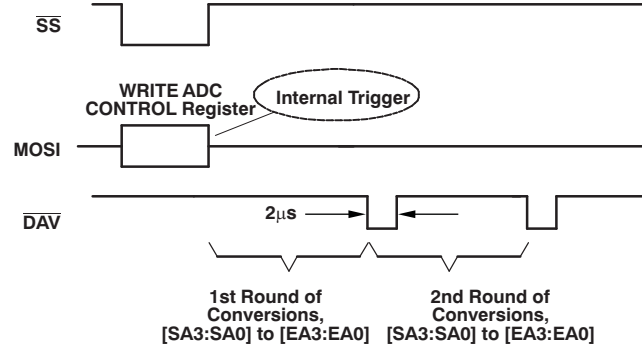 SS
WRITE ADC
CONTROL Register
Internal Trigger
MOSI
DAV
2μs
1st Round of
Conversions,
[SA3:SA0] to [EA3:EA0]
2nd Round of
Conversions,
[SA3:SA0] to [EA3:EA0]